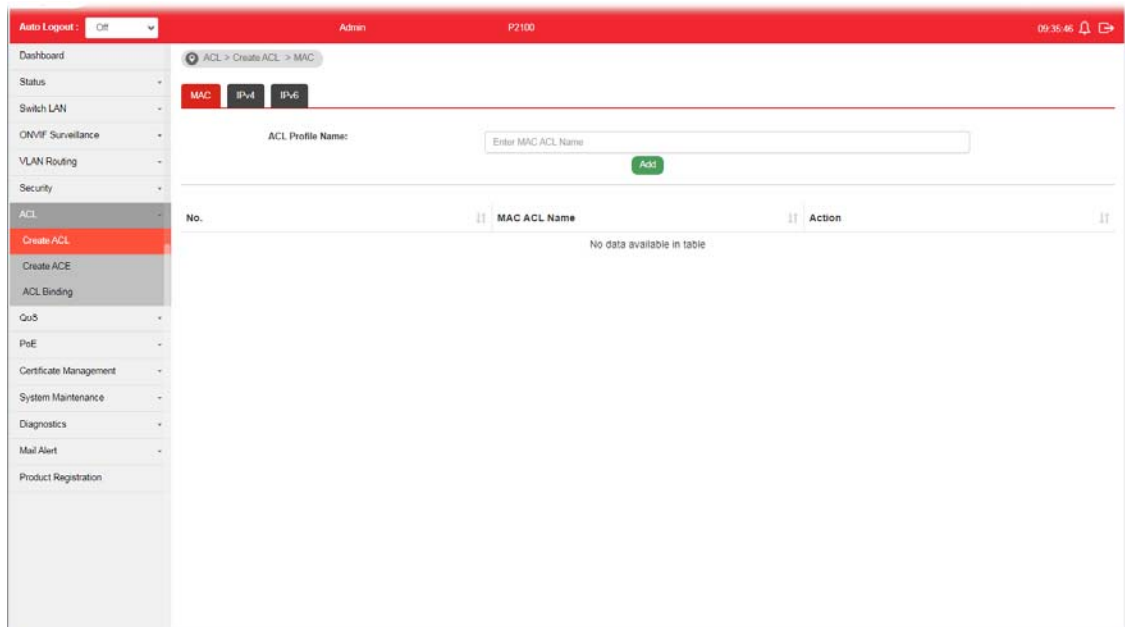 Auto Logout : Off Admin P2100 09:35:46
Dashboard
Status
Switch LAN
ONVIF Surveillance
VLAN Routing
Security
ACL
Create ACL
Create ACE
ACL Binding
QoS
PoE
Certificate Management
System Maintenance
Diagnostics
Mail Alert
Product Registration
ACL > Create ACL > MAC
MAC IPv4 IPv6
ACL Profile Name: Enter MAC ACL Name
Add
No. MAC ACL Name Action
No data available in table